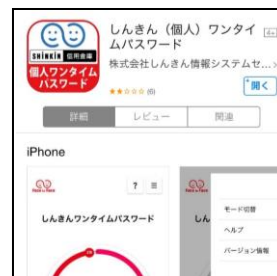 しんきん（個人）ワンタイ
ムパスワード
4+
株式会社しんきん情報システムセ...
SHINKIN 信用金庫
個人ワンタイム
パスワード
(6)
開く
詳細
レビュー
関連
iPhone
? ≡
しんきんワンタイムパスワード
しん
モード切替
ヘルプ
バージョン情報